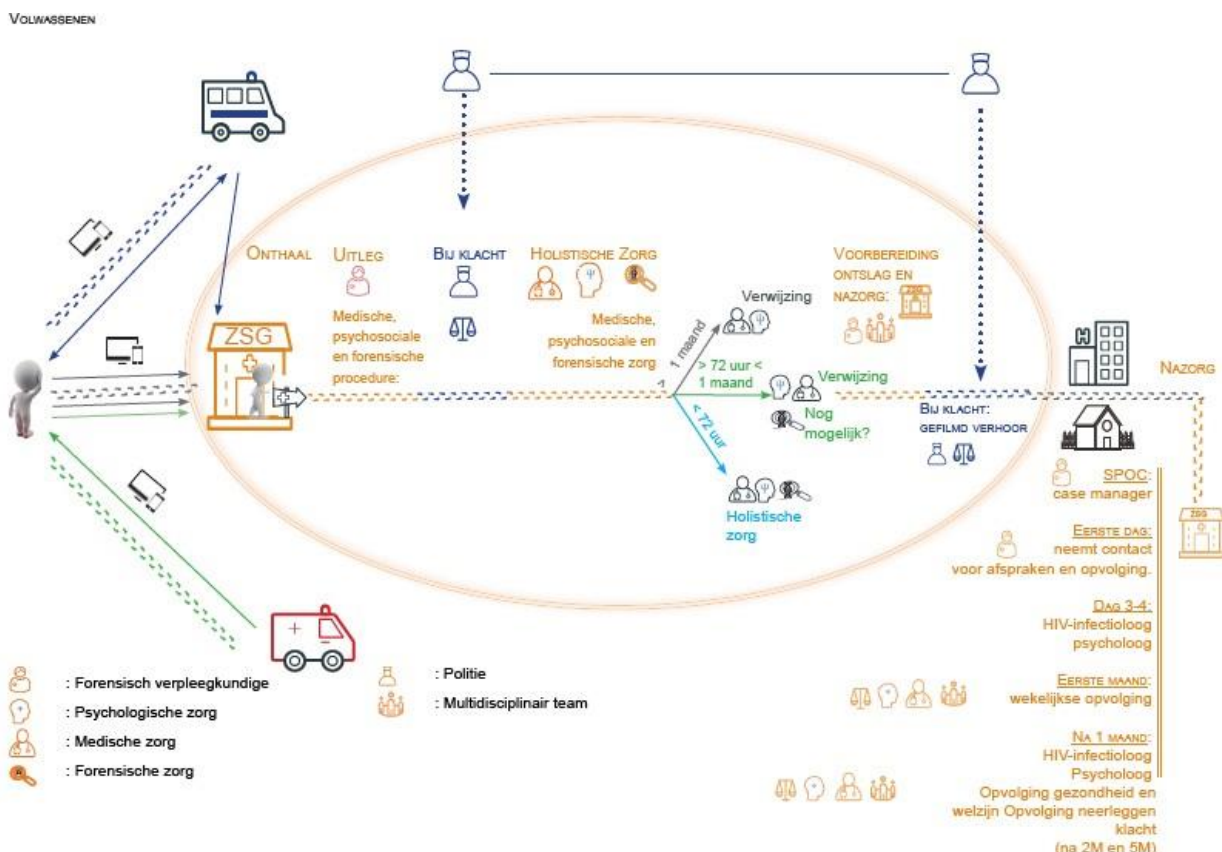 VOLWASSENEN
ONTHAAL
UITLEG
Medische,
psychosociale
en forensische
procedure:
BIJ KLACHT
HOLISTISCHE ZORG
Medische,
psychosociale en
forensische zorg
ZSG
1 maand
Verwijzing
> 72 uur <
1 maand
Verwijzing
Nog
mogelijk?
< 72 uur
Holistische
zorg
VOORBEREIDING
ONTSLAG EN
NAZORG:
ZSG
BIJ KLACHT:
GEFILMD VERHOOR
H
NAZORG
ZSG
SPOC:
case manager
EERSTE DAG:
neemt contact
voor afspraken en opvolging.
DAG 3-4:
HIV-infectioloog
psycholoog
EERSTE MAAND:
wekelijkse opvolging
NA 1 MAAND:
HIV-infectioloog
Psycholoog
Opvolging gezondheid en
welzijn Opvolging neerleggen
klacht
(na 2M en 5M)
: Forensisch verpleegkundige
: Psychologische zorg
: Medische zorg
: Forensische zorg
: Politie
: Multidisciplinair team